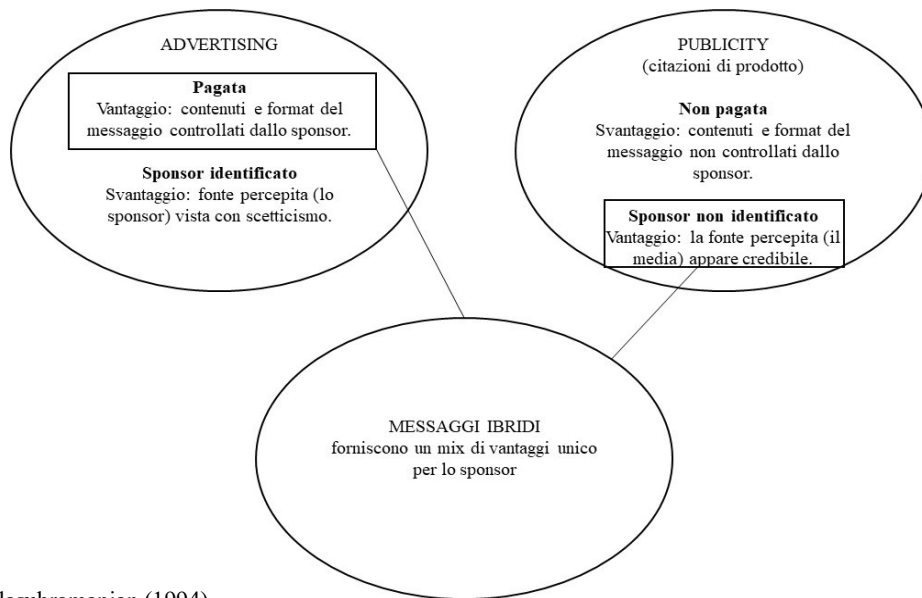 ADVERTISING
Pagata
Vantaggio: contenuti e format del
messaggio controllati dallo sponsor.
Sponsor identificato
Svantaggio: fonte percepita (lo
sponsor) vista con scetticismo.
PUBLICITY
(citazioni di prodotto)
Non pagata
Svantaggio: contenuti e format del
messaggio non controllati dallo
sponsor.
Sponsor non identificato
Vantaggio: la fonte percepita (il
media) appare credibile.
MESSAGGI IBRIDI
forniscono un mix di vantaggi unico
per lo sponsor
(1994)